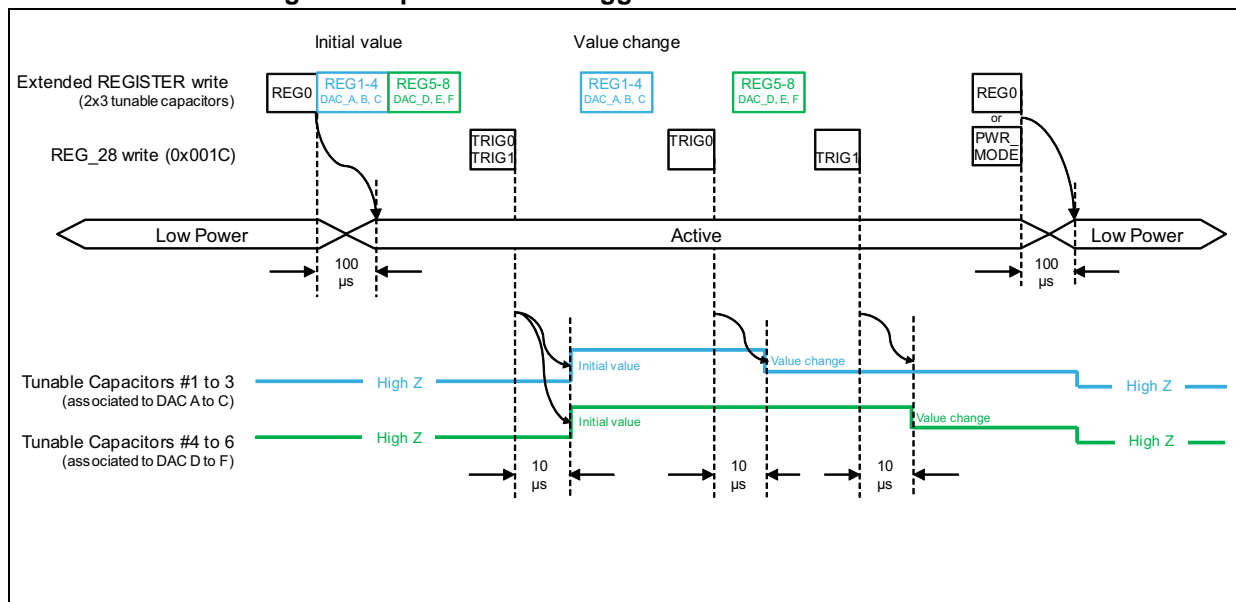 Initial value
Value change
Extended REGISTER write
(2x3 tunable capacitors)
REG0
REG1-4
DAC_A, B, C
REG5-8
DAC_D, E, F
REG1-4
DAC_A, B, C
REG5-8
DAC_D, E, F
REG0
or
REG_28 write (0x001C)
TRIG0
TRIG1
TRIG0
TRIG1
PWR_
MODE
Low Power
Active
Low Power
100
µs
100
µs
Tunable Capacitors #1 to 3
(associated to DAC A to C)
High Z
Initial value
Value change
High Z
Tunable Capacitors #4 to 6
(associated to DAC D to F)
High Z
Initial value
Value change
High Z
10
µs
10
µs
10
µs